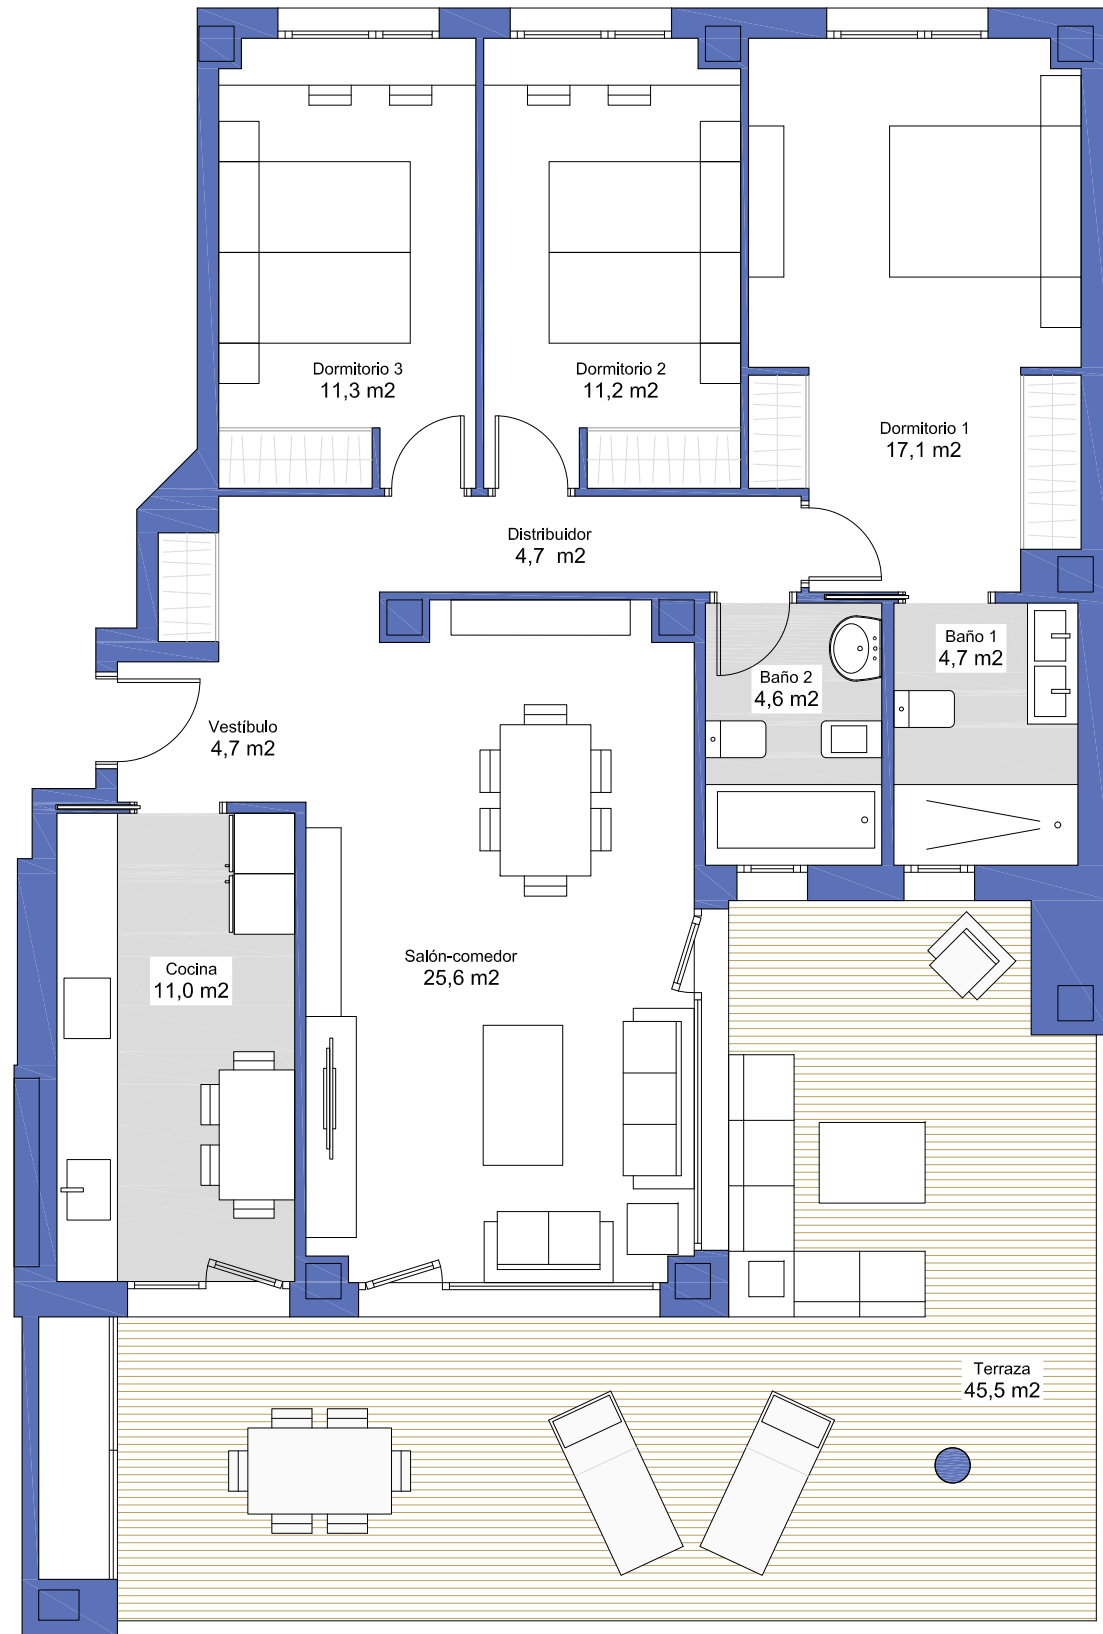 Dormitorio 3
11,3 m2
Dormitorio 2
11,2 m2
Dormitorio 1
17,1 m2
Distribuidor
4,7 m2
Baño 1
4,7 m2
Baño 2
4,6 m2
Vestíbulo
4,7 m2
Salón-comedor
25,6 m2
Cocina
11,0 m2
Terraza
45,5 m2